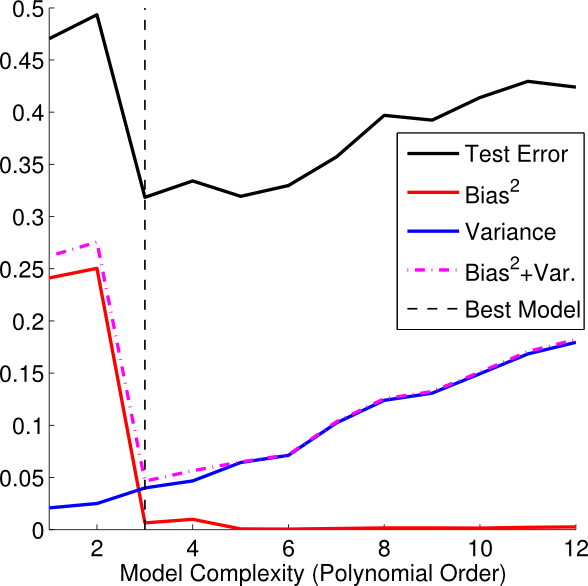 0.5
0.45
0.4
0.35
0.3
0.25
0.2
0.15
0.1
0.05
0
Test Error
Bias²
Variance
Bias²+Var.
Best Model
2 4 6 8 10 12
Model Complexity (Polynomial Order)